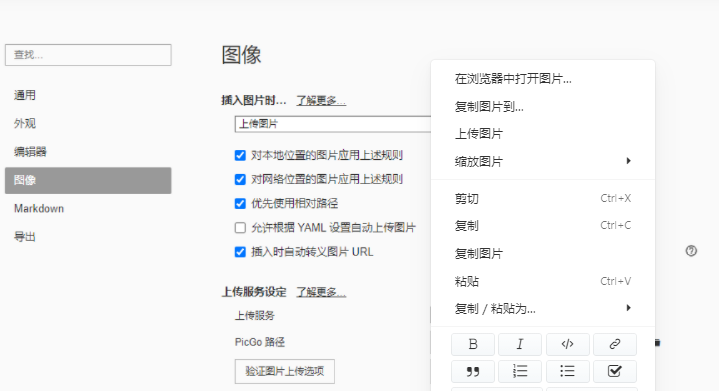 查找...
通用
外观
编辑器
图像
Markdown
导出
图像
插入图片时... 了解更多...
上传图片
对本地位置的图片应用上述规则
对网络位置的图片应用上述规则
优先使用相对路径
允许根据 YAML 设置自动上传图片
插入时自动转义图片 URL
上传服务设定 了解更多...
上传服务
PicGo 路径
验证图片上传选项
在浏览器中打开图片...
复制图片到...
上传图片
缩放图片
剪切 Ctrl+X
复制 Ctrl+C
复制图片
粘贴 Ctrl+V
复制 / 粘贴为...
B I </>